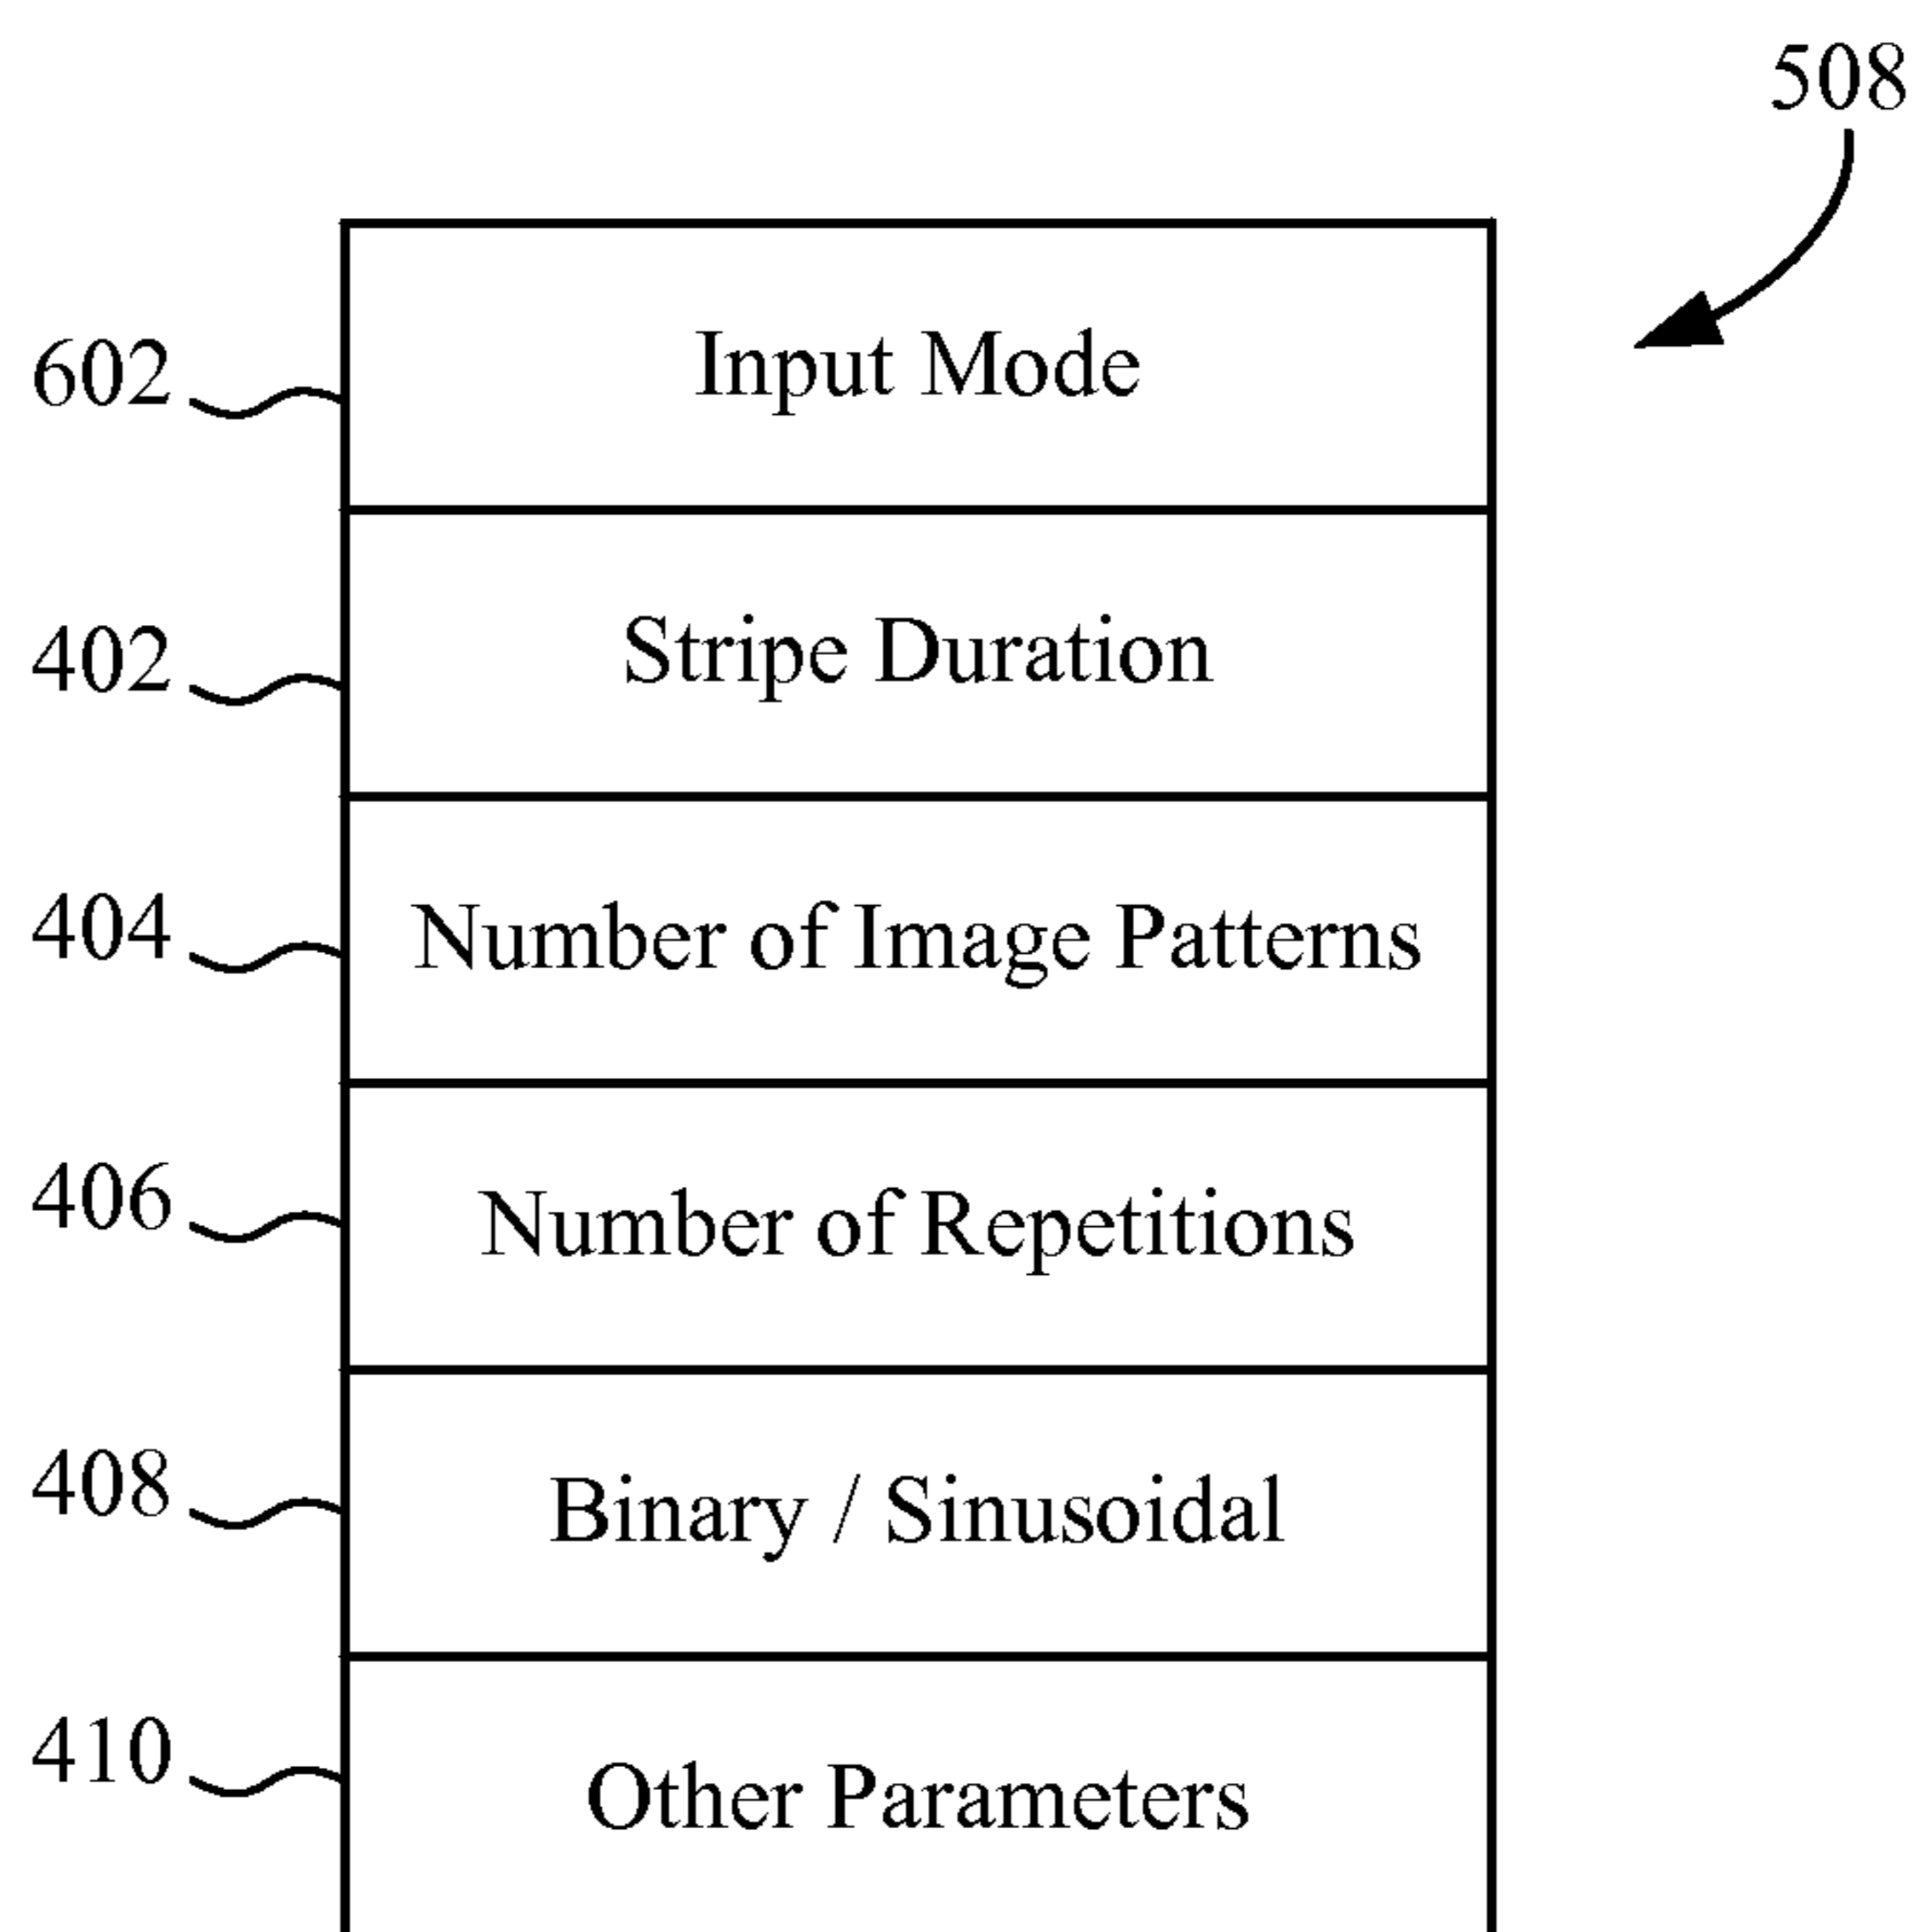 508
602 Input Mode
402 Stripe Duration
404 Number of Image Patterns
406 Number of Repetitions
408 Binary / Sinusoidal
410 Other Parameters